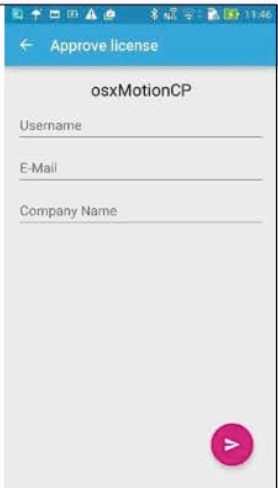 11:46
Approve license
osxMotionCP
Username
E-Mail
Company Name